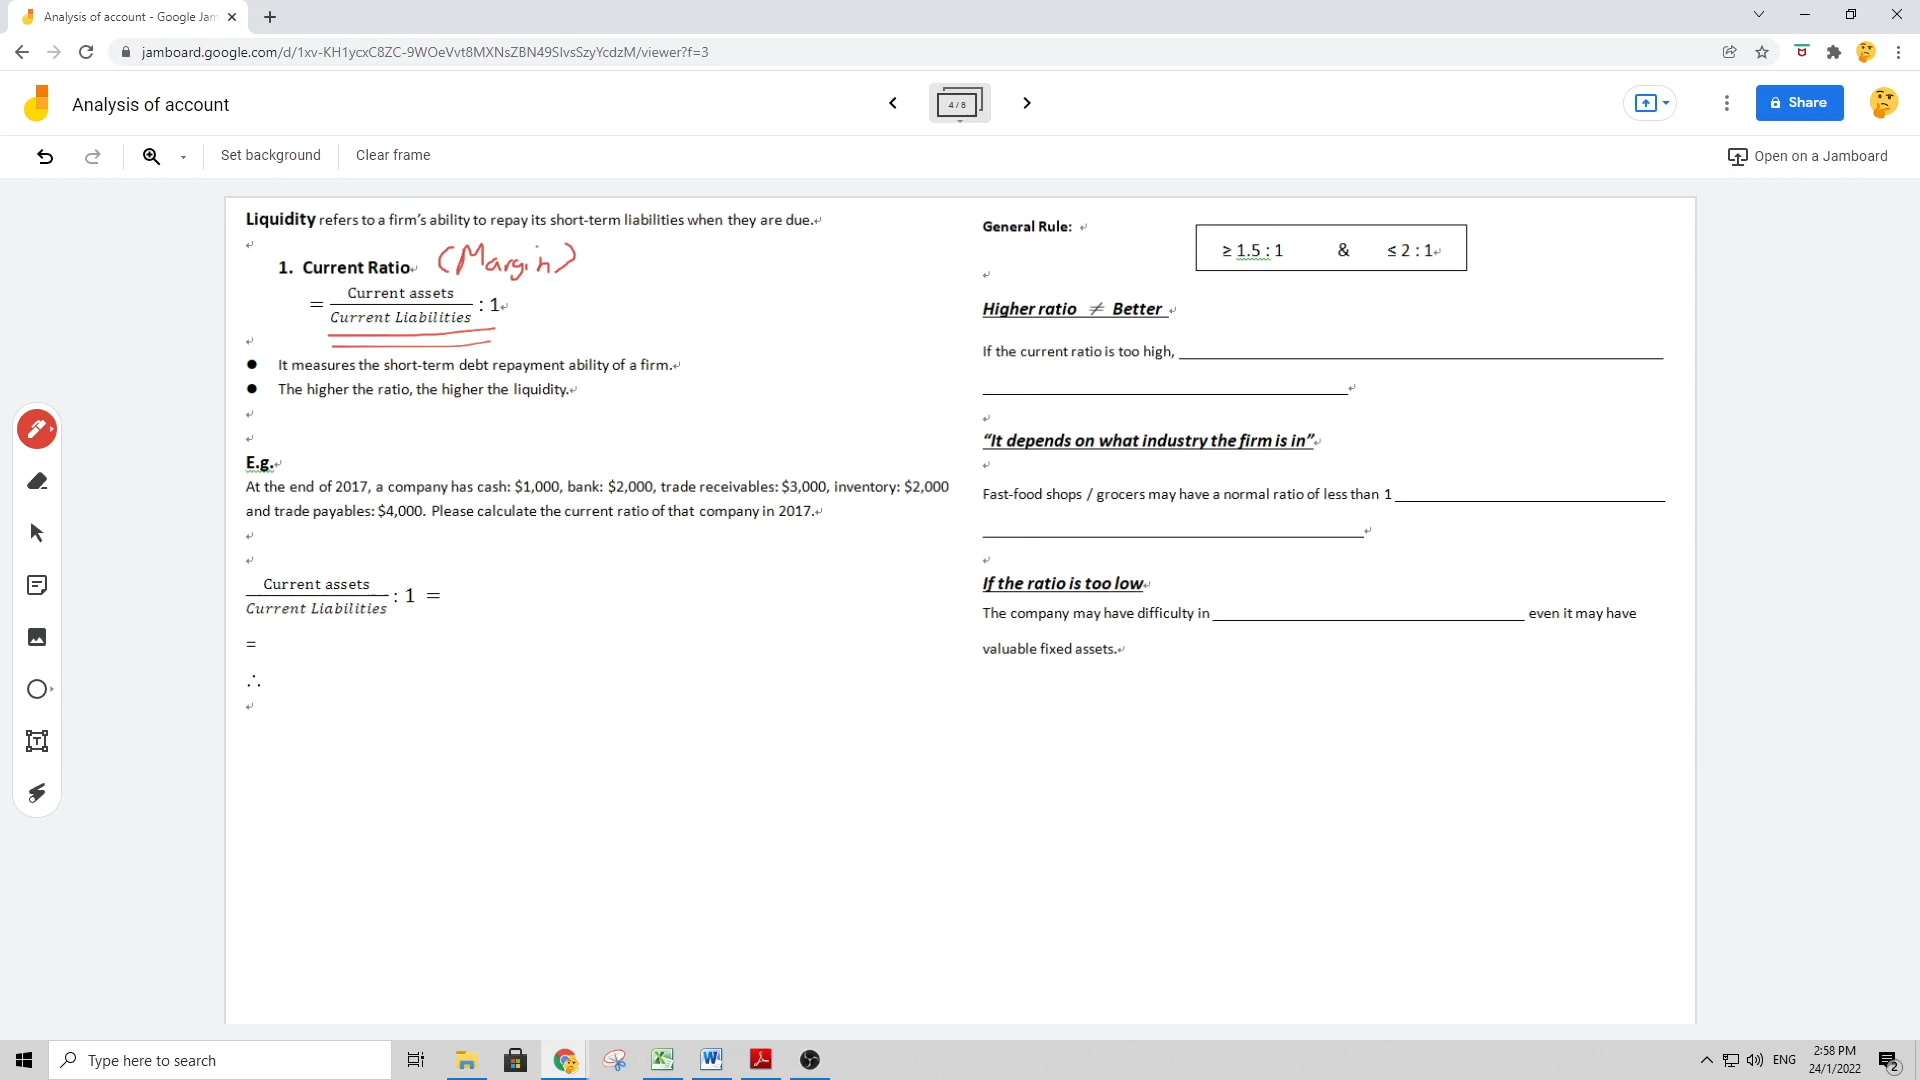 Analysis of account - Google Jam
jamboard.google.com/d/1xv-KH1ycxC8ZC-9WOeVvt8MXNsZBN49SlvsSzyYcdzM/viewer?f=3
Analysis of account
4 / 8
Share
Set background
Clear frame
Open on a Jamboard
Liquidity refers to a firm's ability to repay its short-term liabilities when they are due.
1. Current Ratio (Margin)
= Current assets
Current Liabilities : 1
It measures the short-term debt repayment ability of a firm.
The higher the ratio, the higher the liquidity.
E.g.
At the end of 2017, a company has cash: $1,000, bank: $2,000, trade receivables: $3,000, inventory: $2,000
and trade payables: $4,000. Please calculate the current ratio of that company in 2017.
Current assets
Current Liabilities : 1 =
=
∴
General Rule:
≥ 1.5 : 1 & ≤ 2 : 1
Higher ratio ≠ Better
If the current ratio is too high,
“It depends on what industry the firm is in”
Fast-food shops / grocers may have a normal ratio of less than 1
If the ratio is too low
The company may have difficulty in ______ even it may have
valuable fixed assets.
Type here to search
ENG
2:58 PM
24/1/2022
2